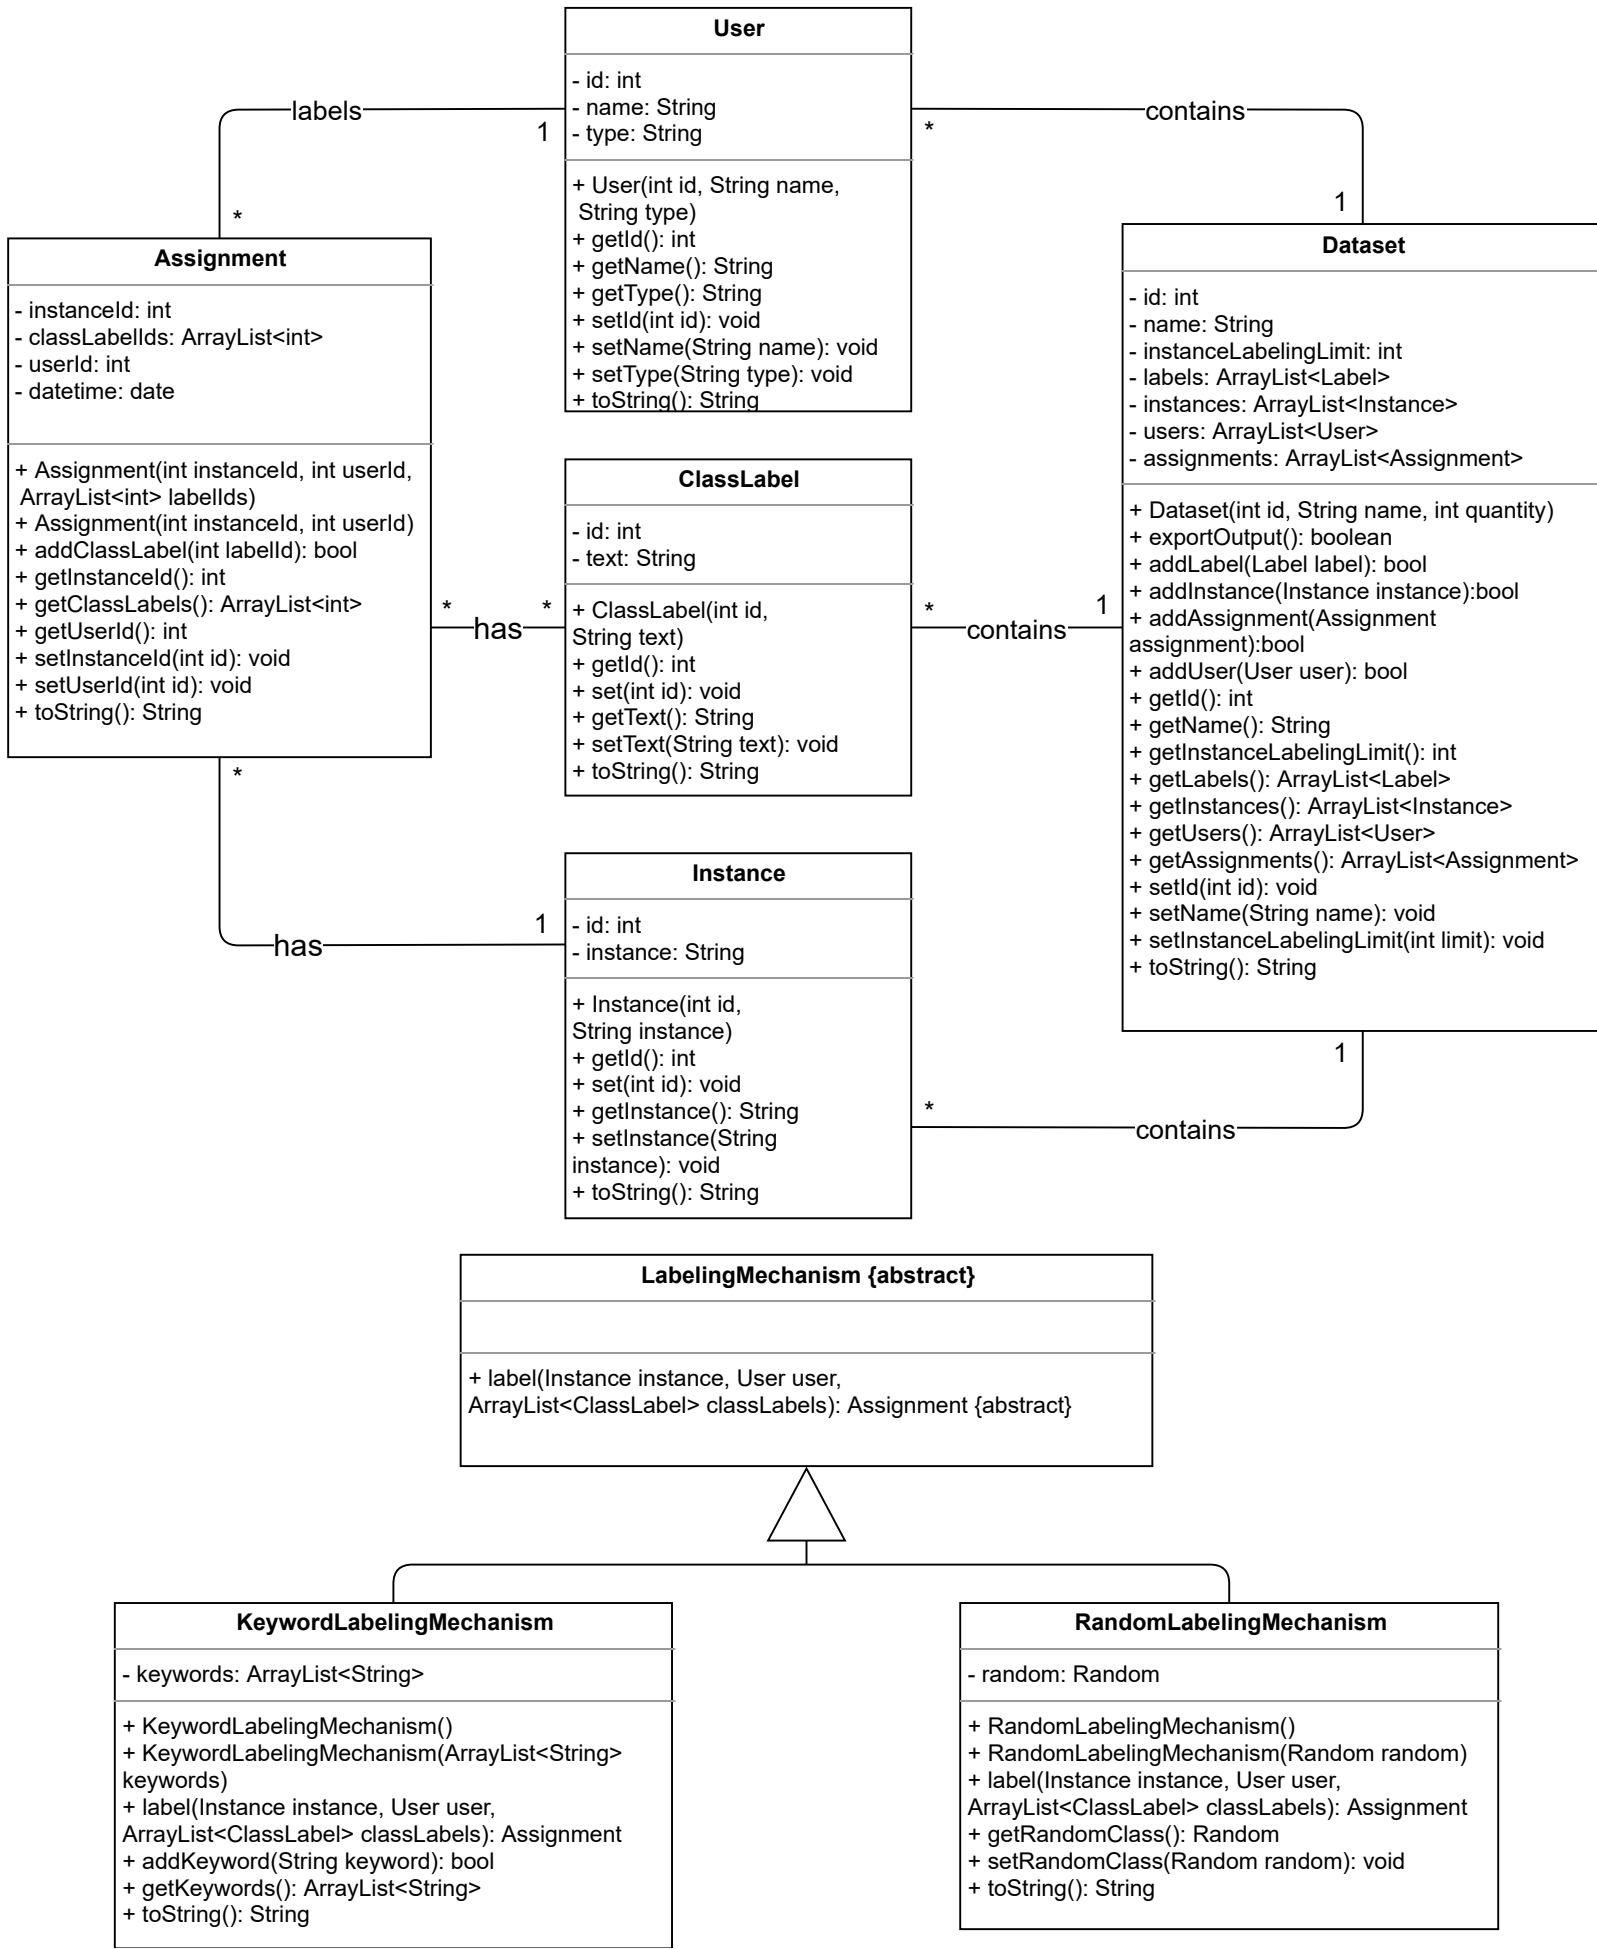 User
- id: int
- name: String
- type: String
+ User(int id, String name,
String type)
+ getId(): int
+ getName(): String
+ getType(): String
+ setId(int id): void
+ setName(String name): void
+ setType(String type): void
+ toString(): String
labels
1
*
contains
*
1
Assignment
- instanceId: int
- classLabelIds: ArrayList<int>
- userId: int
- datetime: date
+ Assignment(int instanceId, int userId,
ArrayList<int> labelIds)
+ Assignment(int instanceId, int userId)
+ addClassLabel(int labelId): bool
+ getInstanceId(): int
+ getClassLabels(): ArrayList<int>
+ getUserId(): int
+ setInstanceId(int id): void
+ setUserId(int id): void
+ toString(): String
* has *
ClassLabel
- id: int
- text: String
+ ClassLabel(int id,
String text)
+ getId(): int
+ set(int id): void
+ getText(): String
+ setText(String text): void
+ toString(): String
* contains 1
Dataset
- id: int
- name: String
- instanceLabelingLimit: int
- labels: ArrayList<Label>
- instances: ArrayList<Instance>
- users: ArrayList<User>
- assignments: ArrayList<Assignment>
+ Dataset(int id, String name, int quantity)
+ exportOutput(): boolean
+ addLabel(Label label): bool
+ addInstance(Instance instance):bool
+ addAssignment(Assignment
assignment):bool
+ addUser(User user): bool
+ getId(): int
+ getName(): String
+ getInstanceLabelingLimit(): int
+ getLabels(): ArrayList<Label>
+ getInstances(): ArrayList<Instance>
+ getUsers(): ArrayList<User>
+ getAssignments(): ArrayList<Assignment>
+ setId(int id): void
+ setName(String name): void
+ setInstanceLabelingLimit(int limit): void
+ toString(): String
*
has
1
Instance
- id: int
- instance: String
+ Instance(int id,
String instance)
+ getId(): int
+ set(int id): void
+ getInstance(): String
+ setInstance(String
instance): void
+ toString(): String
1
*
contains
LabelingMechanism {abstract}
+ label(Instance instance, User user,
ArrayList<ClassLabel> classLabels): Assignment {abstract}
KeywordLabelingMechanism
- keywords: ArrayList<String>
+ KeywordLabelingMechanism()
+ KeywordLabelingMechanism(ArrayList<String>
keywords)
+ label(Instance instance, User user,
ArrayList<ClassLabel> classLabels): Assignment
+ addKeyword(String keyword): bool
+ getKeywords(): ArrayList<String>
+ toString(): String
RandomLabelingMechanism
- random: Random
+ RandomLabelingMechanism()
+ RandomLabelingMechanism(Random random)
+ label(Instance instance, User user,
ArrayList<ClassLabel> classLabels): Assignment
+ getRandomClass(): Random
+ setRandomClass(Random random): void
+ toString(): String